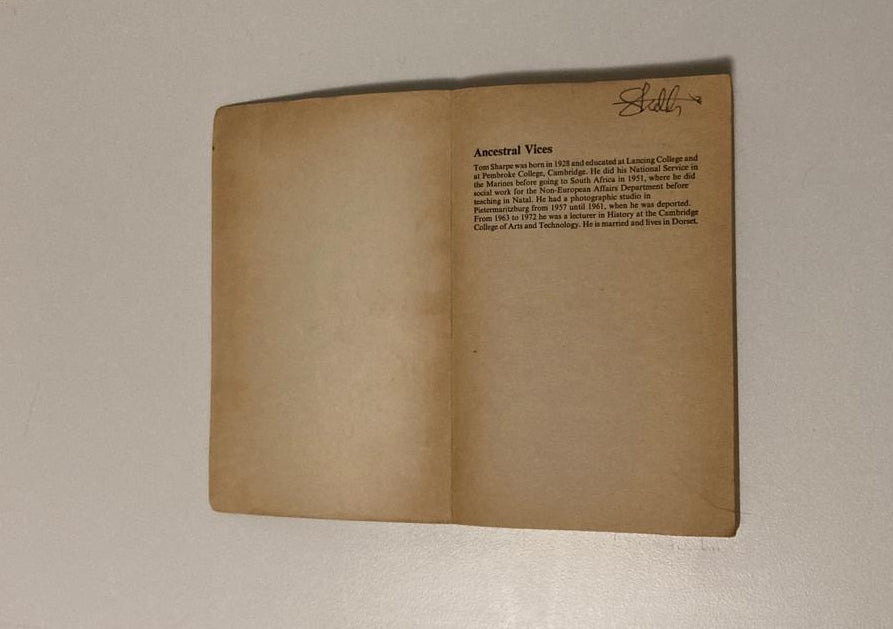 Ancestral Vices
Tom Sharpe was born in 1928 and educated at Lancing College and
at Pembroke College, Cambridge. He did his National Service in
the Marines before going to South Africa in 1951, where he did
social work for the Non-European Affairs Department before
teaching in Natal. He had a photographic studio in
Pietermaritzburg from 1957 until 1961, when he was deported.
From 1963 to 1972 he was a lecturer in History at the Cambridge
College of Arts and Technology. He is married and lives in Dorset.